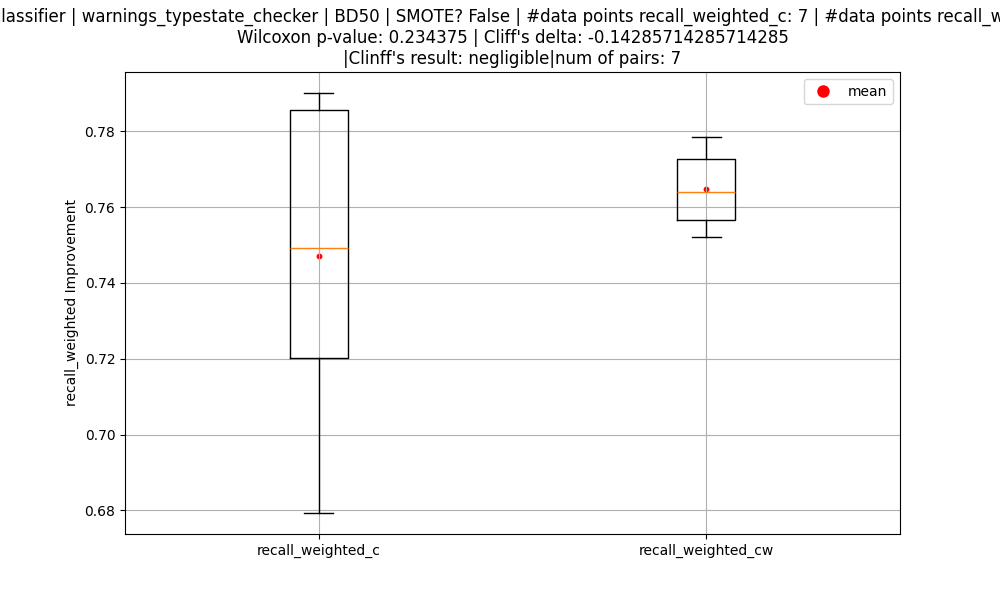 lassifier | warnings_typestate_checker | BD50 | SMOTE? False | #data points recall_weighted_c: 7 | #data points recall_w
Wilcoxon p-value: 0.234375 | Cliff's delta: -0.14285714285714285
|Clinff's result: negligible|num of pairs: 7
mean
0.78
0.76
0.74
0.72
0.70
0.68
recall_weighted Improvement
recall_weighted_c
recall_weighted_cw